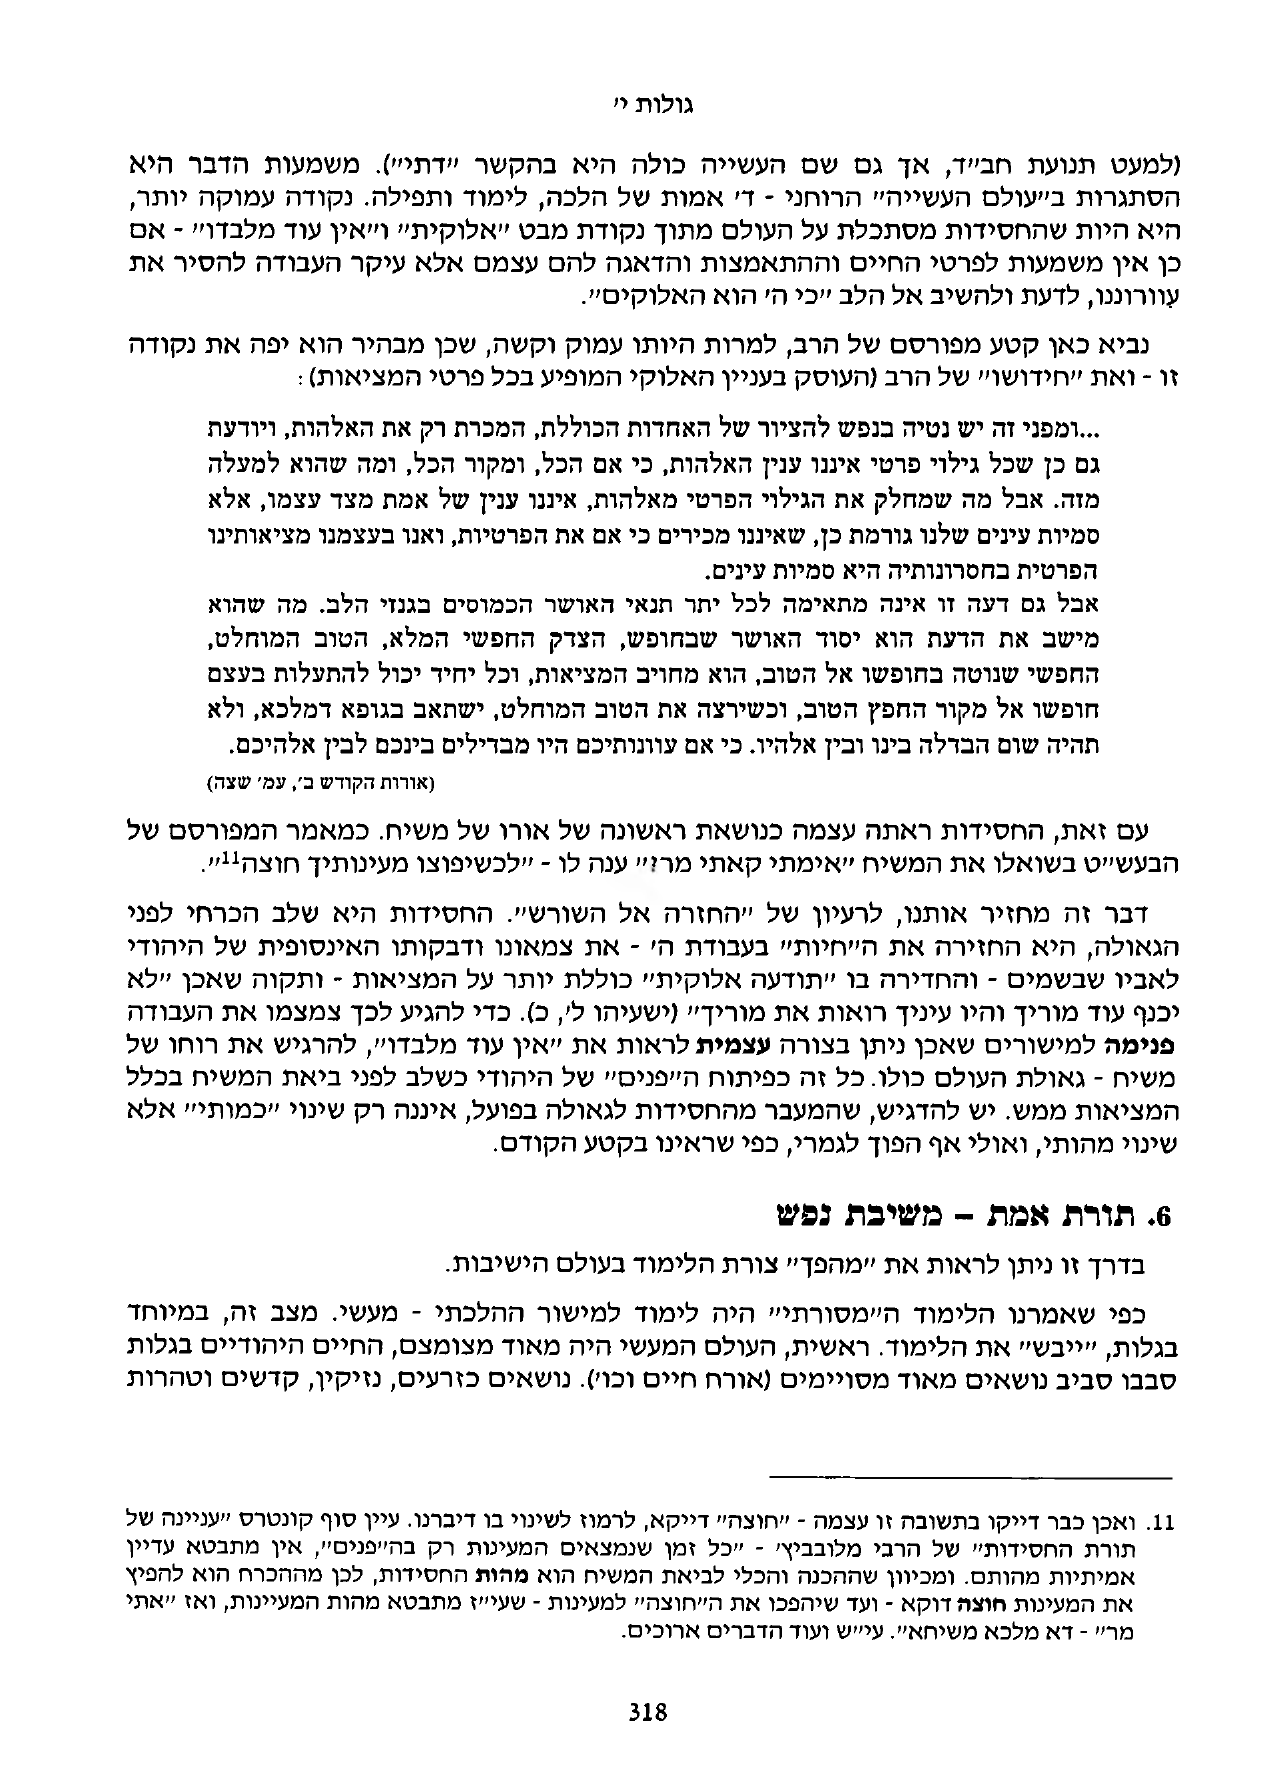 גולות י'
(למעט תנועת חב"ד, אך גם שם העשייה כולה היא בהקשר "דתי"). משמעות הדבר היא
הסתגרות ב"עולם העשייה" הרוחני - ד' אמות של הלכה, לימוד ותפילה. נקודה עמוקה יותר,
היא היות שהחסידות מסתכלת על העולם מתוך נקודת מבט "אלוקית" ו"אין עוד מלבדו" - אם
כן אין משמעות לפרטי החיים וההתאמצות והדאגה להם עצמם אלא עיקר העבודה להסיר את
עיוורוננו, לדעת ולהשיב אל הלב "כי ה' הוא האלוקים".
נביא כאן קטע מפורסם של הרב, למרות היותו עמוק וקשה, שכן מבהיר הוא יפה את נקודה
זו - ואת "חידושו" של הרב (העוסק בעניין האלוקי המופיע בכל פרטי המציאות):
...ומפני זה יש נטיה בנפש להציור של האחדות הכוללת, המכרת רק את האלהות, ויודעת
גם כן שכל גילוי פרטי איננו ענין האלהות, כי אם הכל, ומקור הכל, ומה שהוא למעלה
מזה. אבל מה שמחלק את הגילוי הפרטי מאלהות, איננו ענין של אמת מצד עצמו, אלא
סמיות עינים שלנו גורמת כן, שאיננו מכירים כי אם את הפרטיות, ואנו בעצמנו מציאותינו
הפרטית בחסרונותיה היא סמיות עינים.
אבל גם דעה זו אינה מתאימה לכל יתר תנאי האושר הכמוסים בגנזי הלב. מה שהוא
מישב את הדעת הוא יסוד האושר שבחופש, הצדק החפשי המלא, הטוב המוחלט,
החפשי שנוטה בחופשו אל הטוב, הוא מחויב המציאות, וכל יחיד יכול להתעלות בעצם
חופשו אל מקור החפץ הטוב, וכשירצה את הטוב המוחלט, ישתאב בגופא דמלכא, ולא
תהיה שום הבדלה בינו ובין אלהיו. כי אם עוונותיכם היו מבדילים בינכם לבין אלהיכם.
(אורות הקודש ב', עמ' שצה)
עם זאת, החסידות ראתה עצמה כנושאת ראשונה של אורו של משיח. כמאמר המפורסם של
הבעש"ט בשואלו את המשיח "אימתי קאתי מר?" ענה לו - "לכשיפוצו מעינותיך חוצה11".
דבר זה מחזיר אותנו, לרעיון של "החזרה אל השורש". החסידות היא שלב הכרחי לפני
הגאולה, היא החזירה את ה"חיות" בעבודת ה' - את צמאונו ודבקותו האינסופית של היהודי
לאביו שבשמים - והחדירה בו "תודעה אלוקית" כוללת יותר על המציאות - ותקוה שאכן "לא
יכנף עוד מוריך והיו עיניך רואות את מוריך" (ישעיהו ל', כ). כדי להגיע לכך צמצמו את העבודה
פנימה למישורים שאכן ניתן בצורה עצמית לראות את "אין עוד מלבדו", להרגיש את רוחו של
משיח - גאולת העולם כולו. כל זה כפיתוח ה"פנים" של היהודי כשלב לפני ביאת המשיח בכלל
המציאות ממש. יש להדגיש, שהמעבר מהחסידות לגאולה בפועל, איננה רק שינוי "כמותי" אלא
שינוי מהותי, ואולי אף הפוך לגמרי, כפי שראינו בקטע הקודם.
6. תורת אמת – משיבת נפש
בדרך זו ניתן לראות את "מהפך" צורת הלימוד בעולם הישיבות.
כפי שאמרנו הלימוד ה"מסורתי" היה לימוד למישור ההלכתי - מעשי. מצב זה, במיוחד
בגלות, "ייבש" את הלימוד. ראשית, העולם המעשי היה מאוד מצומצם, החיים היהודיים בגלות
סבבו סביב נושאים מאוד מסויימים (אורח חיים וכו'). נושאים כזרעים, נזיקין, קדשים וטהרות
11. ואכן כבר דייקו בתשובה זו עצמה - "חוצה" דייקא, לרמוז לשינוי בו דיברנו. עיין סוף קונטרס "עניינה של
תורת החסידות" של הרבי מלובביץ' - "כל זמן שנמצאים המעינות רק בה"פנים", אין מתבטא עדיין
אמיתיות מהותם. ומכיוון שההכנה והכלי לביאת המשיח הוא מהות החסידות, לכן מההכרח הוא להפיץ
את המעינות חוצה דוקא - ועד שיהפכו את ה"חוצה" למעינות - שעי"ז מתבטא מהות המעיינות, ואז "אתי
מר" - דא מלכא משיחא". עי"ש ועוד הדברים ארוכים.
318